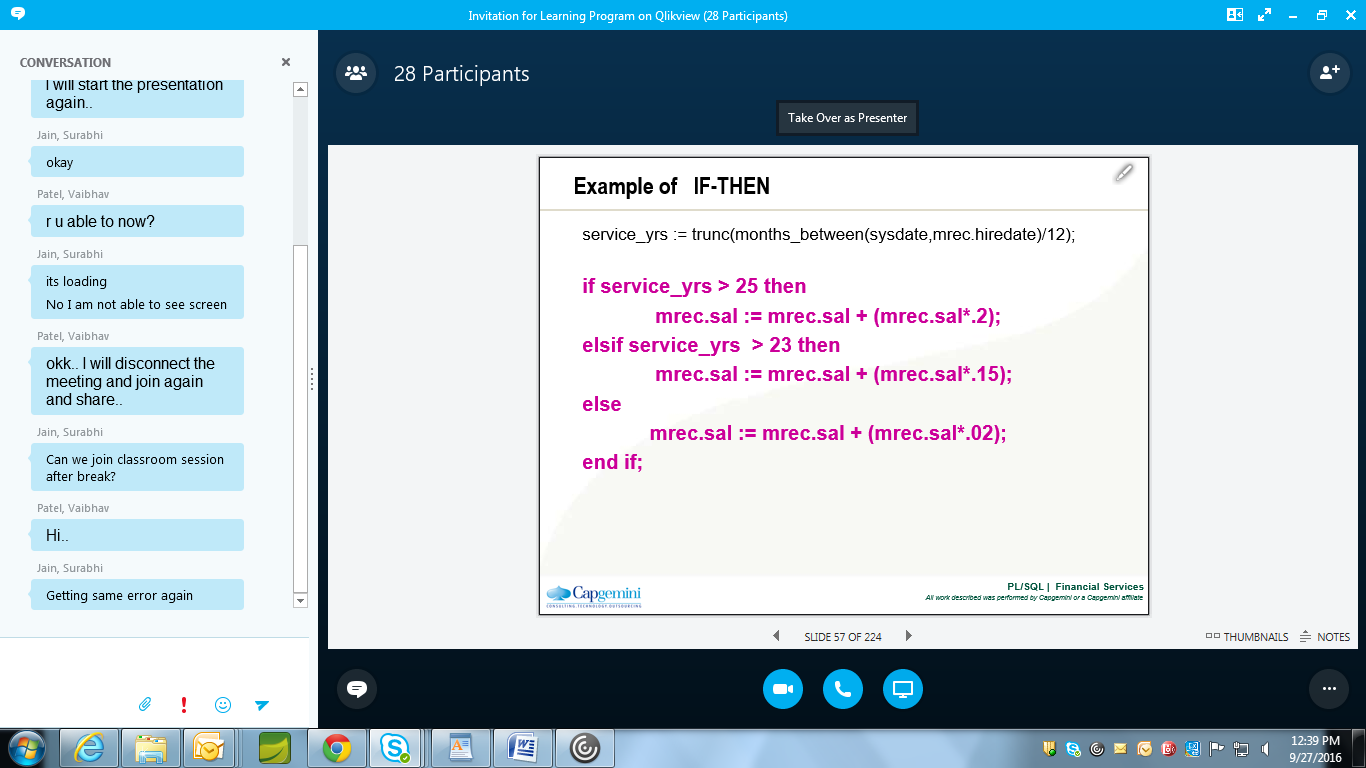 Invitation for Learning Program on Qlikview (28 Participants)
CONVERSATION
I will start the presentation
again..
Jain, Surabhi
okay
Patel, Vaibhav
r u able to now?
Jain, Surabhi
its loading
No I am not able to see screen
Patel, Vaibhav
okk.. I will disconnect the
meeting and join again
and share..
Jain, Surabhi
Can we join classroom session
after break?
Patel, Vaibhav
Hi..
Jain, Surabhi
Getting same error again
28 Participants
Take Over as Presenter
Example of IF-THEN
service_yrs := trunc(months_between(sysdate,mrec.hiredate)/12);
if service_yrs > 25 then
mrec.sal := mrec.sal + (mrec.sal*.2);
elsif service_yrs > 23 then
mrec.sal := mrec.sal + (mrec.sal*.15);
else
mrec.sal := mrec.sal + (mrec.sal*.02);
end if;
Capgemini
CONSULTING.TECHNOLOGY.OUTSOURCING
PL/SQL | Financial Services
All work described was performed by Capgemini or a Capgemini affiliate
SLIDE 57 OF 224
THUMBNAILS
NOTES
12:39 PM
9/27/2016